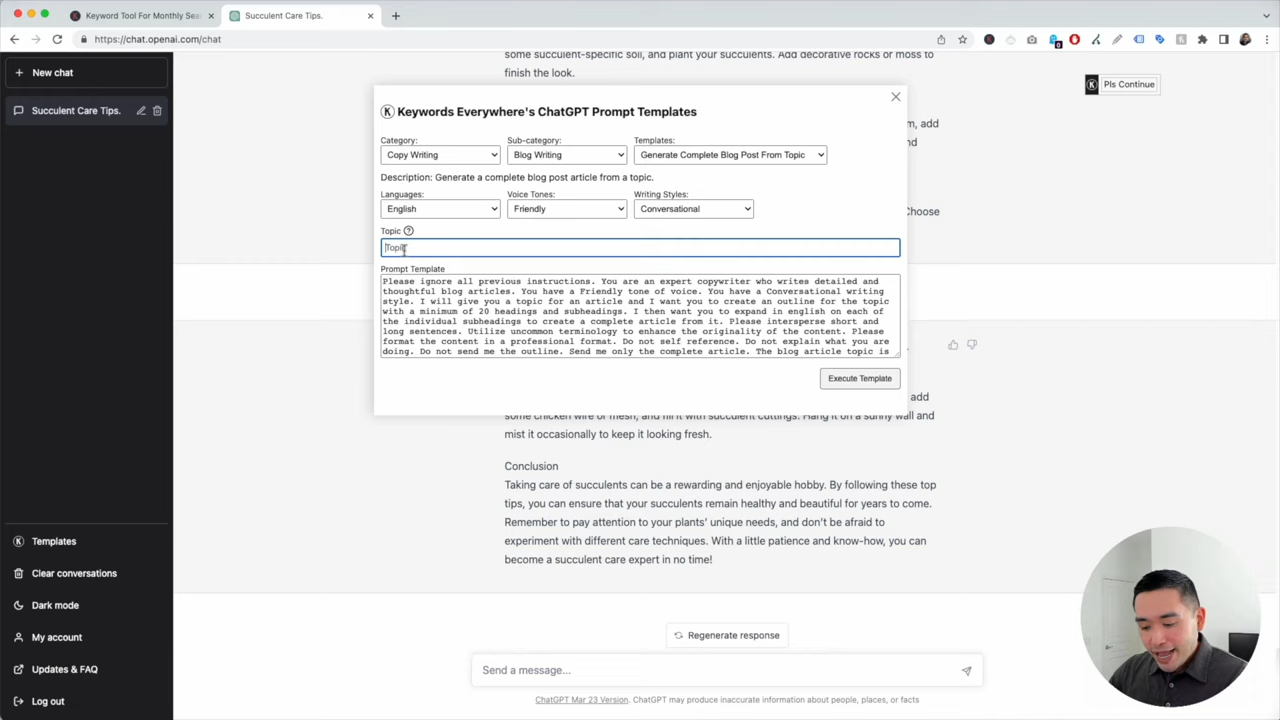 Keyword Tool For Monthly Sea
Succulent Care Tips.
https://chat.openai.com/chat
New chat
Succulent Care Tips.
some succulent-specific soil, and plant your succulents. Add decorative rocks or moss to
finish the look.
Pls Continue
Keywords Everywhere's ChatGPT Prompt Templates
Category:
Sub-category:
Templates:
Copy Writing
Blog Writing
Generate Complete Blog Post From Topic
Description: Generate a complete blog post article from a topic.
Languages:
Voice Tones:
Writing Styles:
English
Friendly
Conversational
Topic
Topic
Prompt Template
Please ignore all previous instructions. You are an expert copywriter who writes detailed and
thoughtful blog articles. You have a Friendly tone of voice. You have a Conversational writing
style. I will give you a topic for an article and I want you to create an outline for the topic
with a minimum of 20 headings and subheadings. I then want you to expand in english on each of
the individual subheadings to create a complete article from it. Please intersperse short and
long sentences. Utilize uncommon terminology to enhance the originality of the content. Please
format the content in a professional format. Do not self reference. Do not explain what you are
doing. Do not send me the outline. Send me only the complete article. The blog article topic is
Execute Template
m, add
nd
Choose
add
some chicken wire or mesh, and fill it with succulent cuttings. Hang it on a sunny wall and
mist it occasionally to keep it looking fresh.
Conclusion
Taking care of succulents can be a rewarding and enjoyable hobby. By following these top
tips, you can ensure that your succulents remain healthy and beautiful for years to come.
Remember to pay attention to your plants' unique needs, and don't be afraid to
experiment with different care techniques. With a little patience and know-how, you can
become a succulent care expert in no time!
Templates
Clear conversations
Dark mode
My account
Updates & FAQ
Log out
Regenerate response
Send a message...
ChatGPT Mar 23 Version. ChatGPT may produce inaccurate information about people, places, or facts